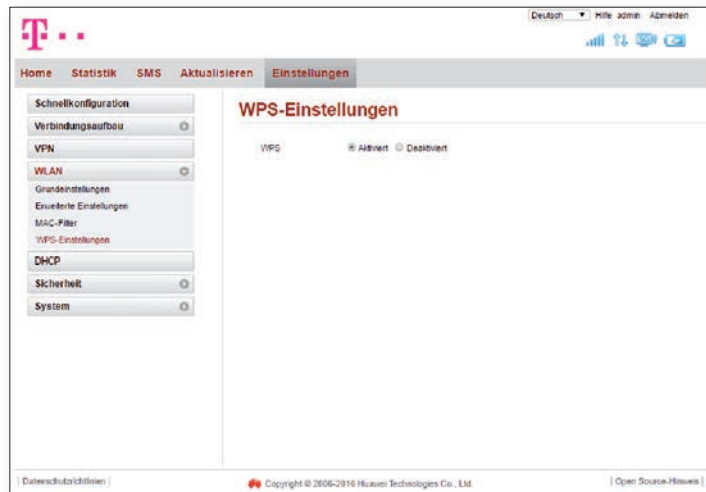 Deutsch Hilfe admin Abmelden
T
Home Statistik SMS Aktualisieren Einstellungen
Schnellkonfiguration
Verbindungsaufbau
VPN
WLAN
Grundeinstellungen
Erweiterte Einstellungen
MAC-Filter
WPS-Einstellungen
DHCP
Sicherheit
System
WPS-Einstellungen
WPS Aktiviert Deaktiviert
Datenschutzrichtlinien | Copyright © 2006-2016 Huawei Technologies Co., Ltd. | Open Source-Hinweis |